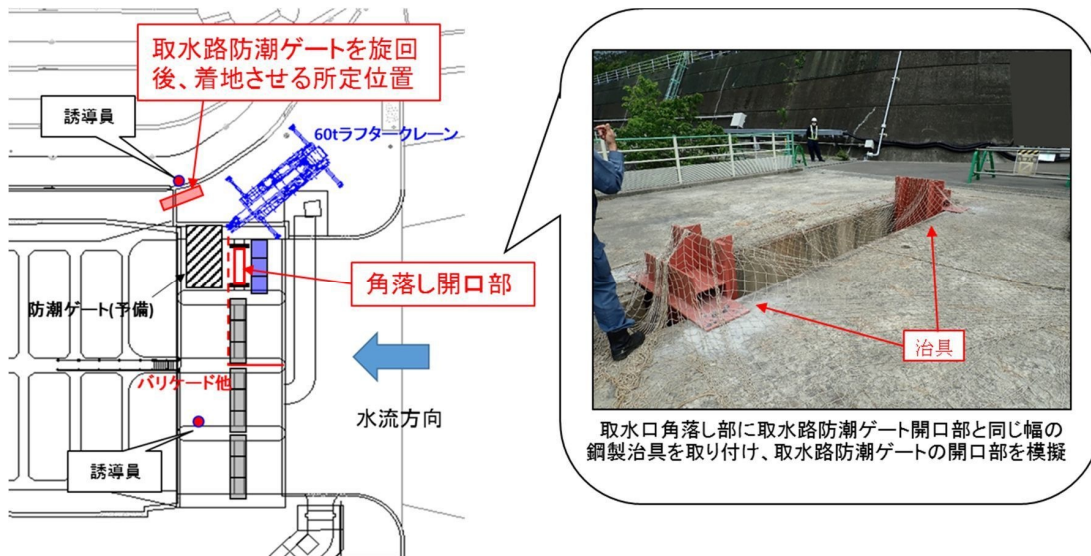 取水路防潮ゲートを旋回
後、着地させる所定位置
誘導員
60tラフタークレーン
角落し開口部
防潮ゲート(予備)
バリケード他
水流方向
誘導員
治具
取水口角落し部に取水路防潮ゲート開口部と同じ幅の
鋼製治具を取り付け、取水路防潮ゲートの開口部を模擬